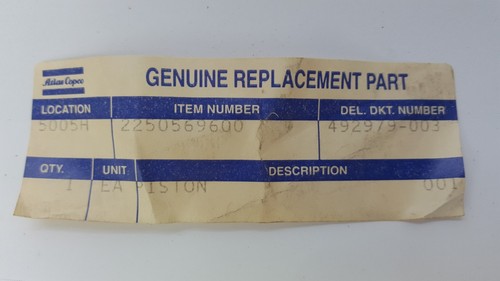 Atlas Copco
GENUINE REPLACEMENT PART
LOCATION ITEM NUMBER DEL. DKT. NUMBER
5005H 2250569600 492979-003
QTY. UNIT DESCRIPTION
1 EA PISTON 001